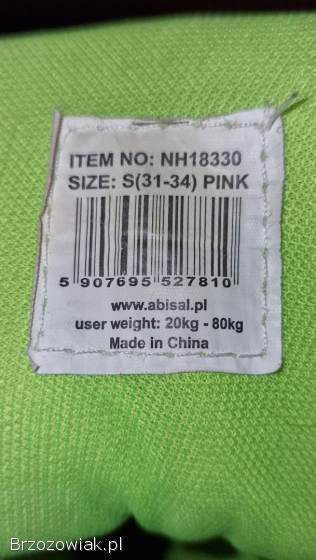 ITEM NO: NH18330
SIZE: S(31-34) PINK
5 907695 527810
www.abisal.pl
user weight: 20kg - 80kg
Made in China
Brzozowiak.pl